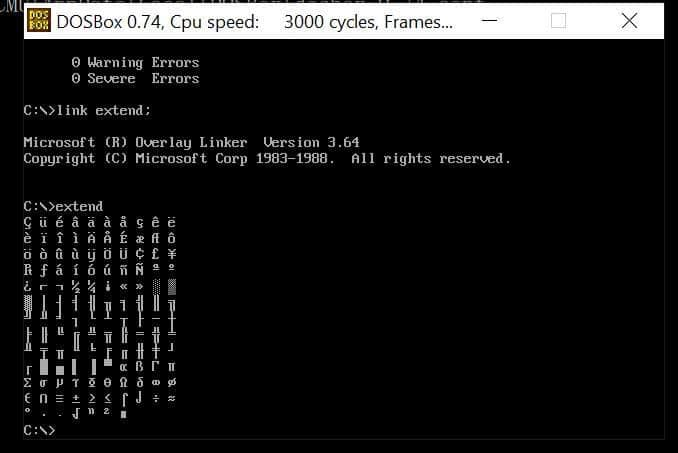 DOSBox 0.74, Cpu speed: 3000 cycles, Frames...
0 Warning Errors
0 Severe Errors
C:\>link extend;
Microsoft (R) Overlay Linker Version 3.64
Copyright (C) Microsoft Corp 1983-1988. All rights reserved.
C:\>extend
Ç ü é â ä à å ç ê ë
è ï î ì Ä Å É æ Æ ô
ö ò û ù ÿ Ö Ü ¢ £ ¥
₧ ƒ á í ó ú ñ Ñ ª º
¿ ⌐ ¬ ½ ¼ ¡ « » ░ ▒
▓ │ ┤ ╡ ╢ ╖ ╕ ╣ ║ ╗
╝ ╜ ╛ ┐ └ ┴ ┬ ├ ─ ┼
╞ ╟ ╚ ╔ ╩ ╦ ╠ ═ ╬ ╧
╨ ╤ ╥ ╙ ╘ ╒ ╓ ╫ ╪ ┘
┌ █ ▄ ▌ ▐ ▀ α ß Γ π
Σ σ µ τ Φ Θ Ω δ ∞ φ
ε ∩ ≡ ± ≥ ≤ ⌠ ⌡ ÷ ≈
° ∙ · √ ⁿ ² ■
C:\>